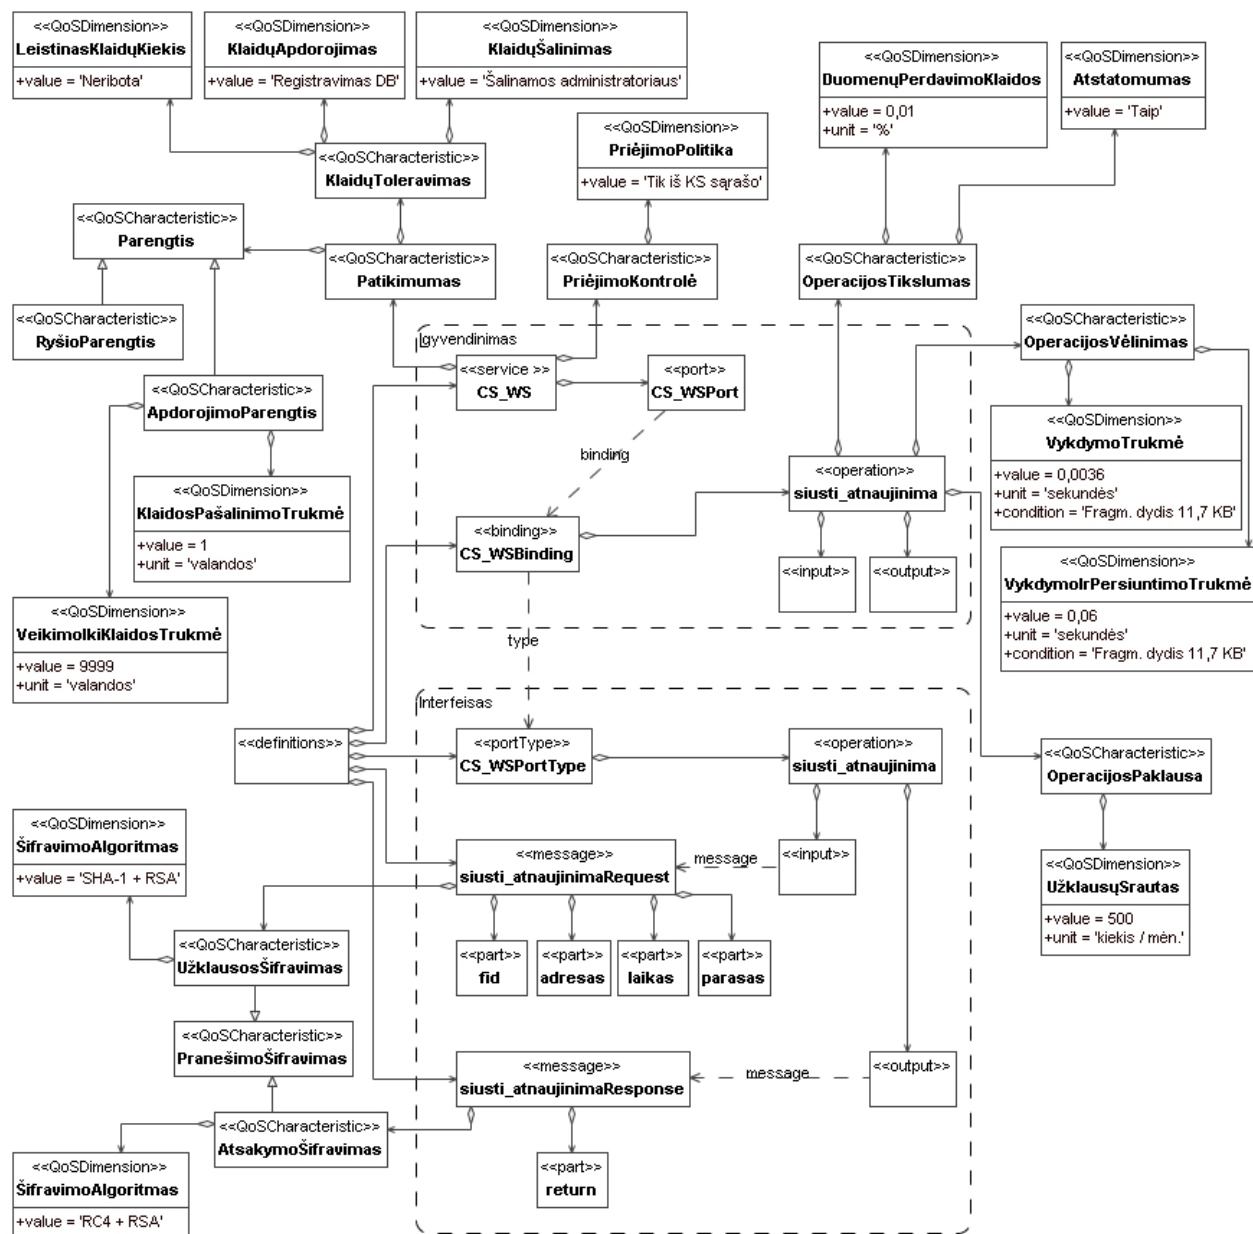 <<QoSDimension>>
LeistinasKlaidųKiekis
+value = 'Neribota'
<<QoSDimension>>
KlaidųApdorojimas
+value = 'Registravimas DB'
<<QoSDimension>>
KlaidųŠalinimas
+value = 'Šalinamos administratoriaus'
<<QoSDimension>>
DuomenųPerdavimoKlaidos
+value = 0,01
+unit = '%'
<<QoSDimension>>
Atstatomumas
+value = 'Taip'
<<QoSDimension>>
PriėjimoPolitika
+value = 'Tik iš KS sąrašo'
<<QoSCharacteristic>>
KlaidųToleravimas
<<QoSCharacteristic>>
Parengtis
<<QoSCharacteristic>>
Patikimumas
<<QoSCharacteristic>>
PriėjimoKontrolė
<<QoSCharacteristic>>
OperacijosTikslumas
<<QoSCharacteristic>>
RyšioParengtis
Įgyvendinimas
<<QoSCharacteristic>>
OperacijosVėlinimas
<<service >>
CS_WS
<<port>>
CS_WSPort
<<QoSCharacteristic>>
ApdorojimoParengtis
<<QoSDimension>>
VykdymoTrukmė
+value = 0,0036
+unit = 'sekundės'
+condition = 'Fragm. dydis 11,7 KB'
binding
<<operation>>
siusti_atnaujinima
<<QoSDimension>>
KlaidosPašalinimoTrukmė
+value = 1
+unit = 'valandos'
<<binding>>
CS_WSBinding
<<input>>
<<output>>
<<QoSDimension>>
VykdymoIrPersiuntimoTrukmė
+value = 0,06
+unit = 'sekundės'
+condition = 'Fragm. dydis 11,7 KB'
<<QoSDimension>>
VeikimoIkiKlaidosTrukmė
+value = 9999
+unit = 'valandos'
type
Interfeisas
<<definitions>>
<<portType>>
CS_WSPortType
<<operation>>
siusti_atnaujinima
<<QoSCharacteristic>>
OperacijosPaklausa
<<QoSDimension>>
ŠifravimoAlgoritmas
+value = 'SHA-1 + RSA'
<<message>>
siusti_atnaujinimaRequest
message
<<input>>
<<QoSDimension>>
UžklausųSrautas
+value = 500
+unit = 'kiekis / mėn.'
<<QoSCharacteristic>>
UžklausosŠifravimas
<<part>>
fid
<<part>>
adresas
<<part>>
laikas
<<part>>
parasas
<<QoSCharacteristic>>
PranešimoŠifravimas
<<message>>
siusti_atnaujinimaResponse
message
<<output>>
<<QoSCharacteristic>>
AtsakymoŠifravimas
<<QoSDimension>>
ŠifravimoAlgoritmas
+value = 'RC4 + RSA'
<<part>>
return